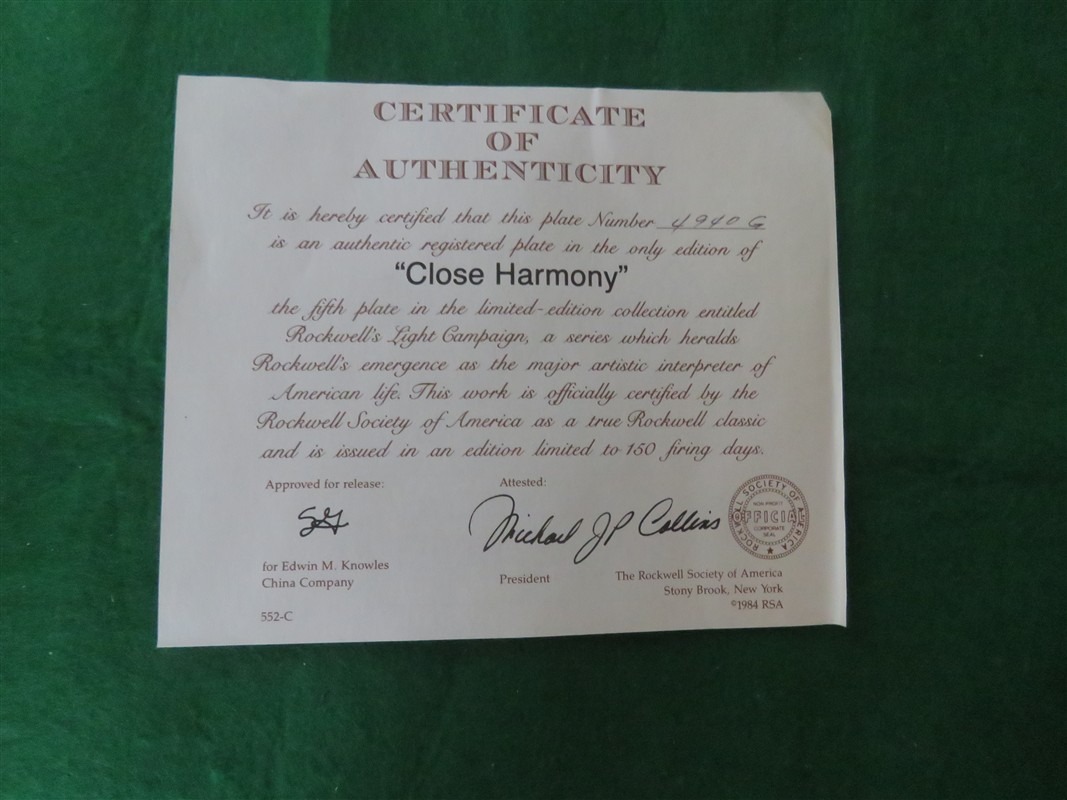 CERTIFICATE
OF
AUTHENTICITY
It is hereby certified that this plate Number 4940 G
is an authentic registered plate in the only edition of
“Close Harmony”
the fifth plate in the limited-edition collection entitled
Rockwell's Light Campaign, a series which heralds
Rockwell's emergence as the major artistic interpreter of
American life. This work is officially certified by the
Rockwell Society of America as a true Rockwell classic
and is issued in an edition limited to 150 firing days.
Approved for release:
Attested:
Michael JP Collins
ROCKWELL SOCIETY OF AMERICA
NON-PROFIT
OFFICIAL
CORPORATE
SEAL
for Edwin M. Knowles
China Company
President
The Rockwell Society of America
Stony Brook, New York
©1984 RSA
552-C